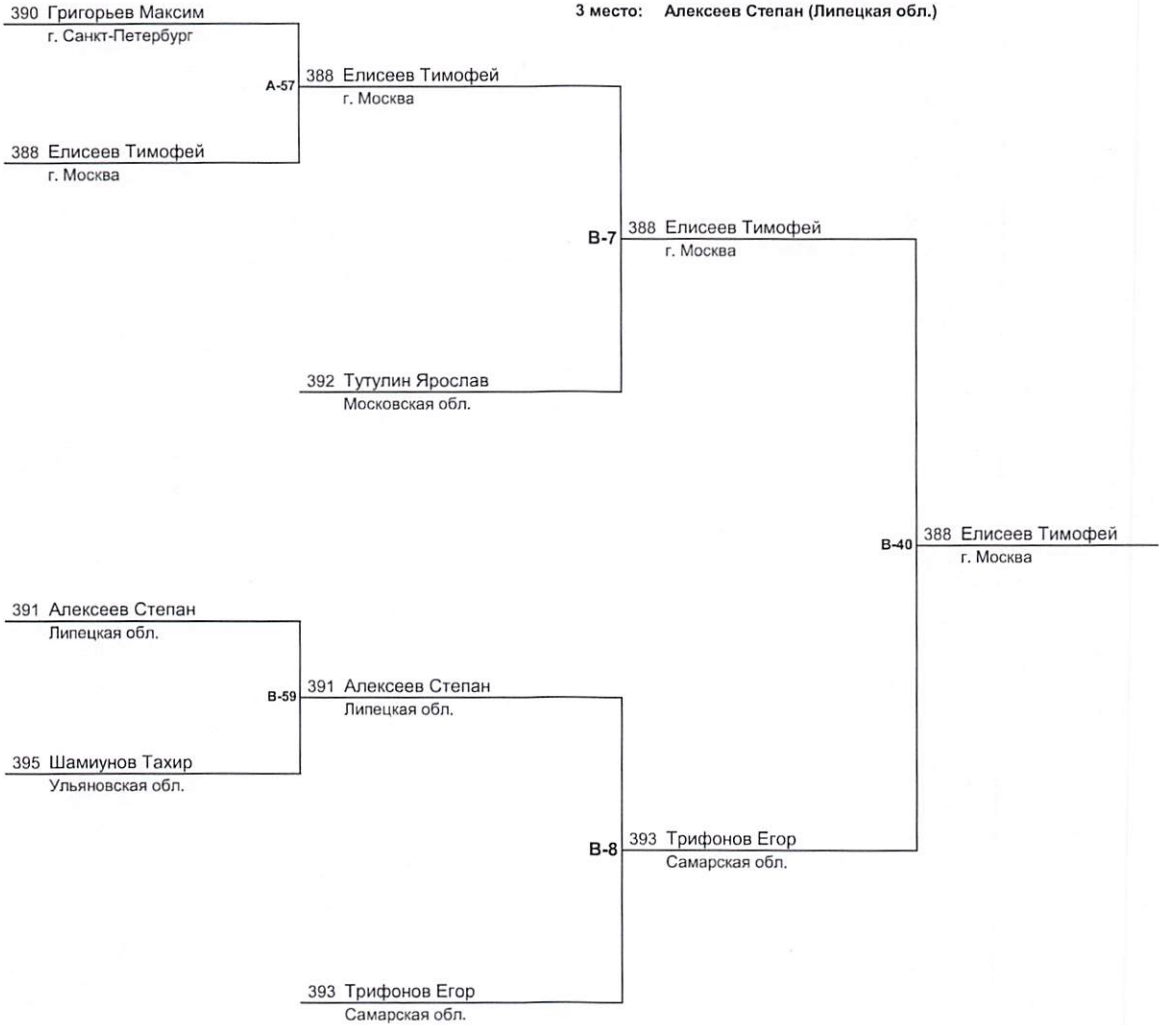 390 Григорьев Максим
3 место: Алексеев Степан (Липецкая обл.)
г. Санкт-Петербург
А-57
388 Елисеев Тимофей
г. Москва
388 Елисеев Тимофей
г. Москва
В-7
388 Елисеев Тимофей
г. Москва
392 Тутулин Ярослав
Московская обл.
В-40
388 Елисеев Тимофей
г. Москва
391 Алексеев Степан
Липецкая обл.
В-59
391 Алексеев Степан
Липецкая обл.
395 Шамиунов Тахир
Ульяновская обл.
В-8
393 Трифонов Егор
Самарская обл.
393 Трифонов Егор
Самарская обл.